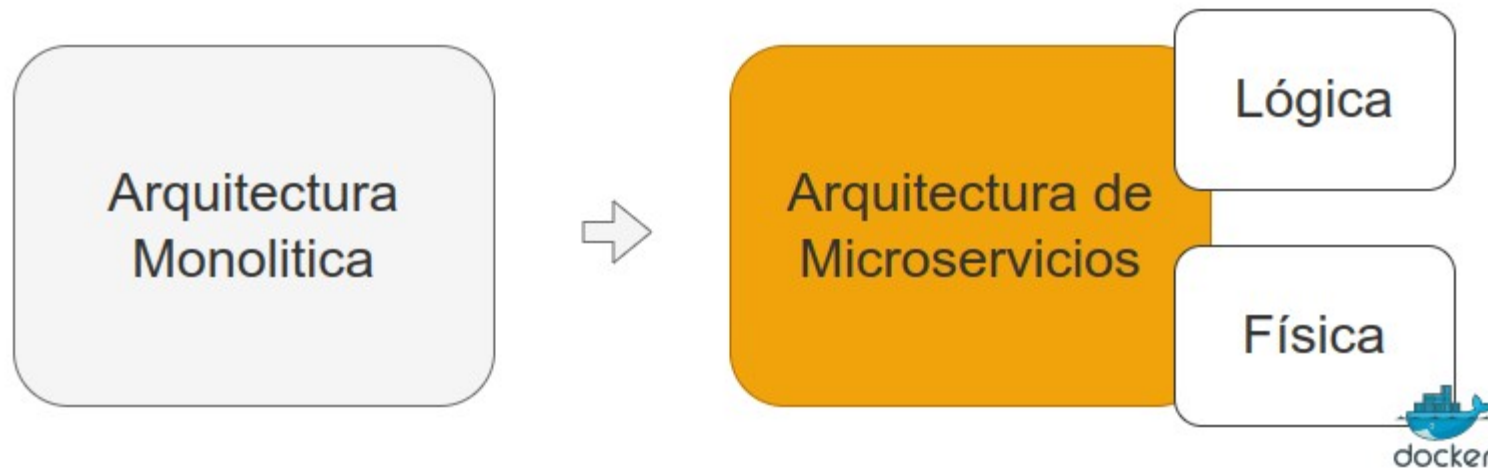 Arquitectura
Monolitica
Arquitectura de
Microservicios
Lógica
Física
docker